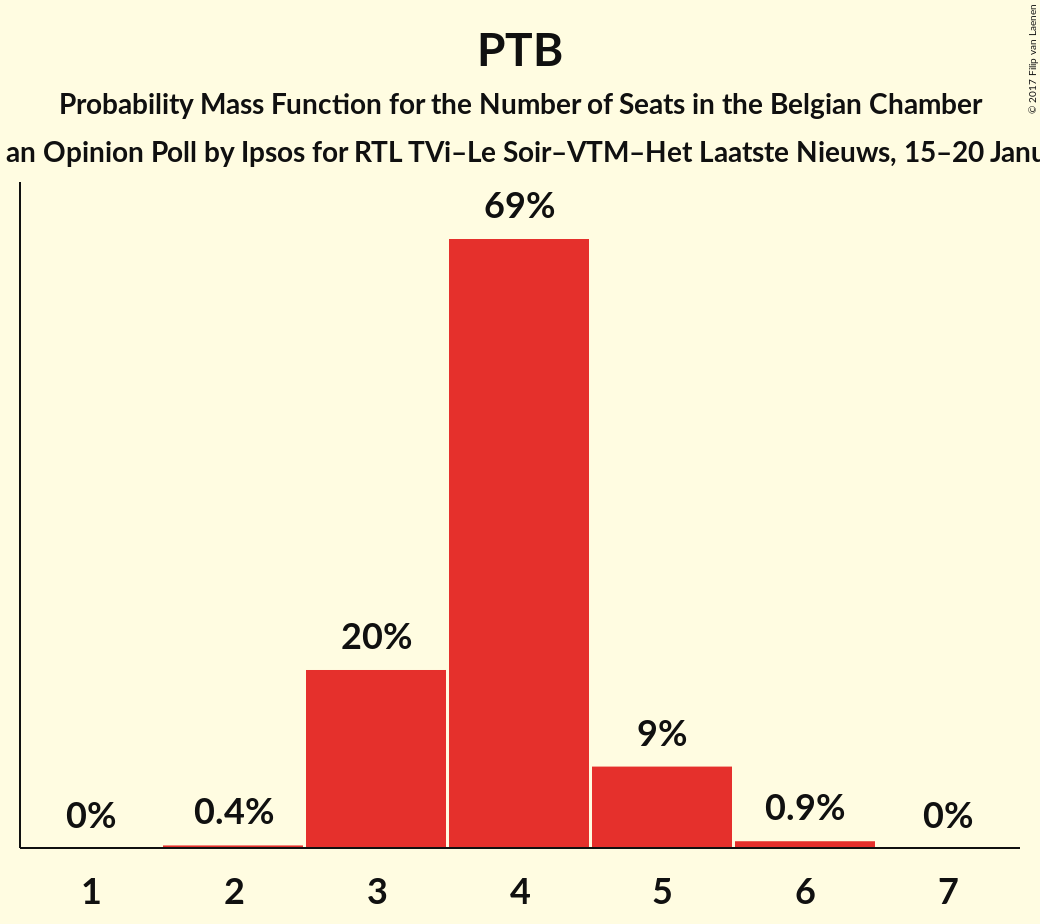 PTB
Probability Mass Function for the Number of Seats in the Belgian Chamber
an Opinion Poll by Ipsos for RTL TVi–Le Soir–VTM–Het Laatste Nieuws, 15–20 Janu
© 2017 Filip van Laenen
69%
20%
9%
0%
0.4%
0.9%
0%
1 2 3 4 5 6 7